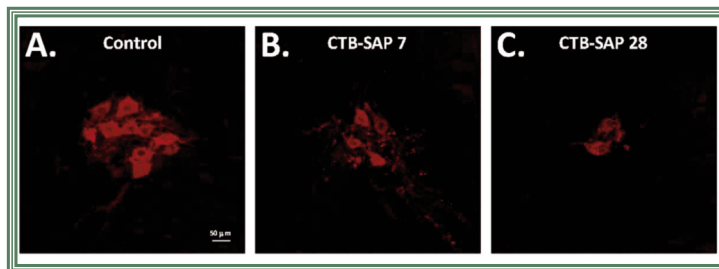 A. Control
B. CTB-SAP 7
C. CTB-SAP 28
50 µm